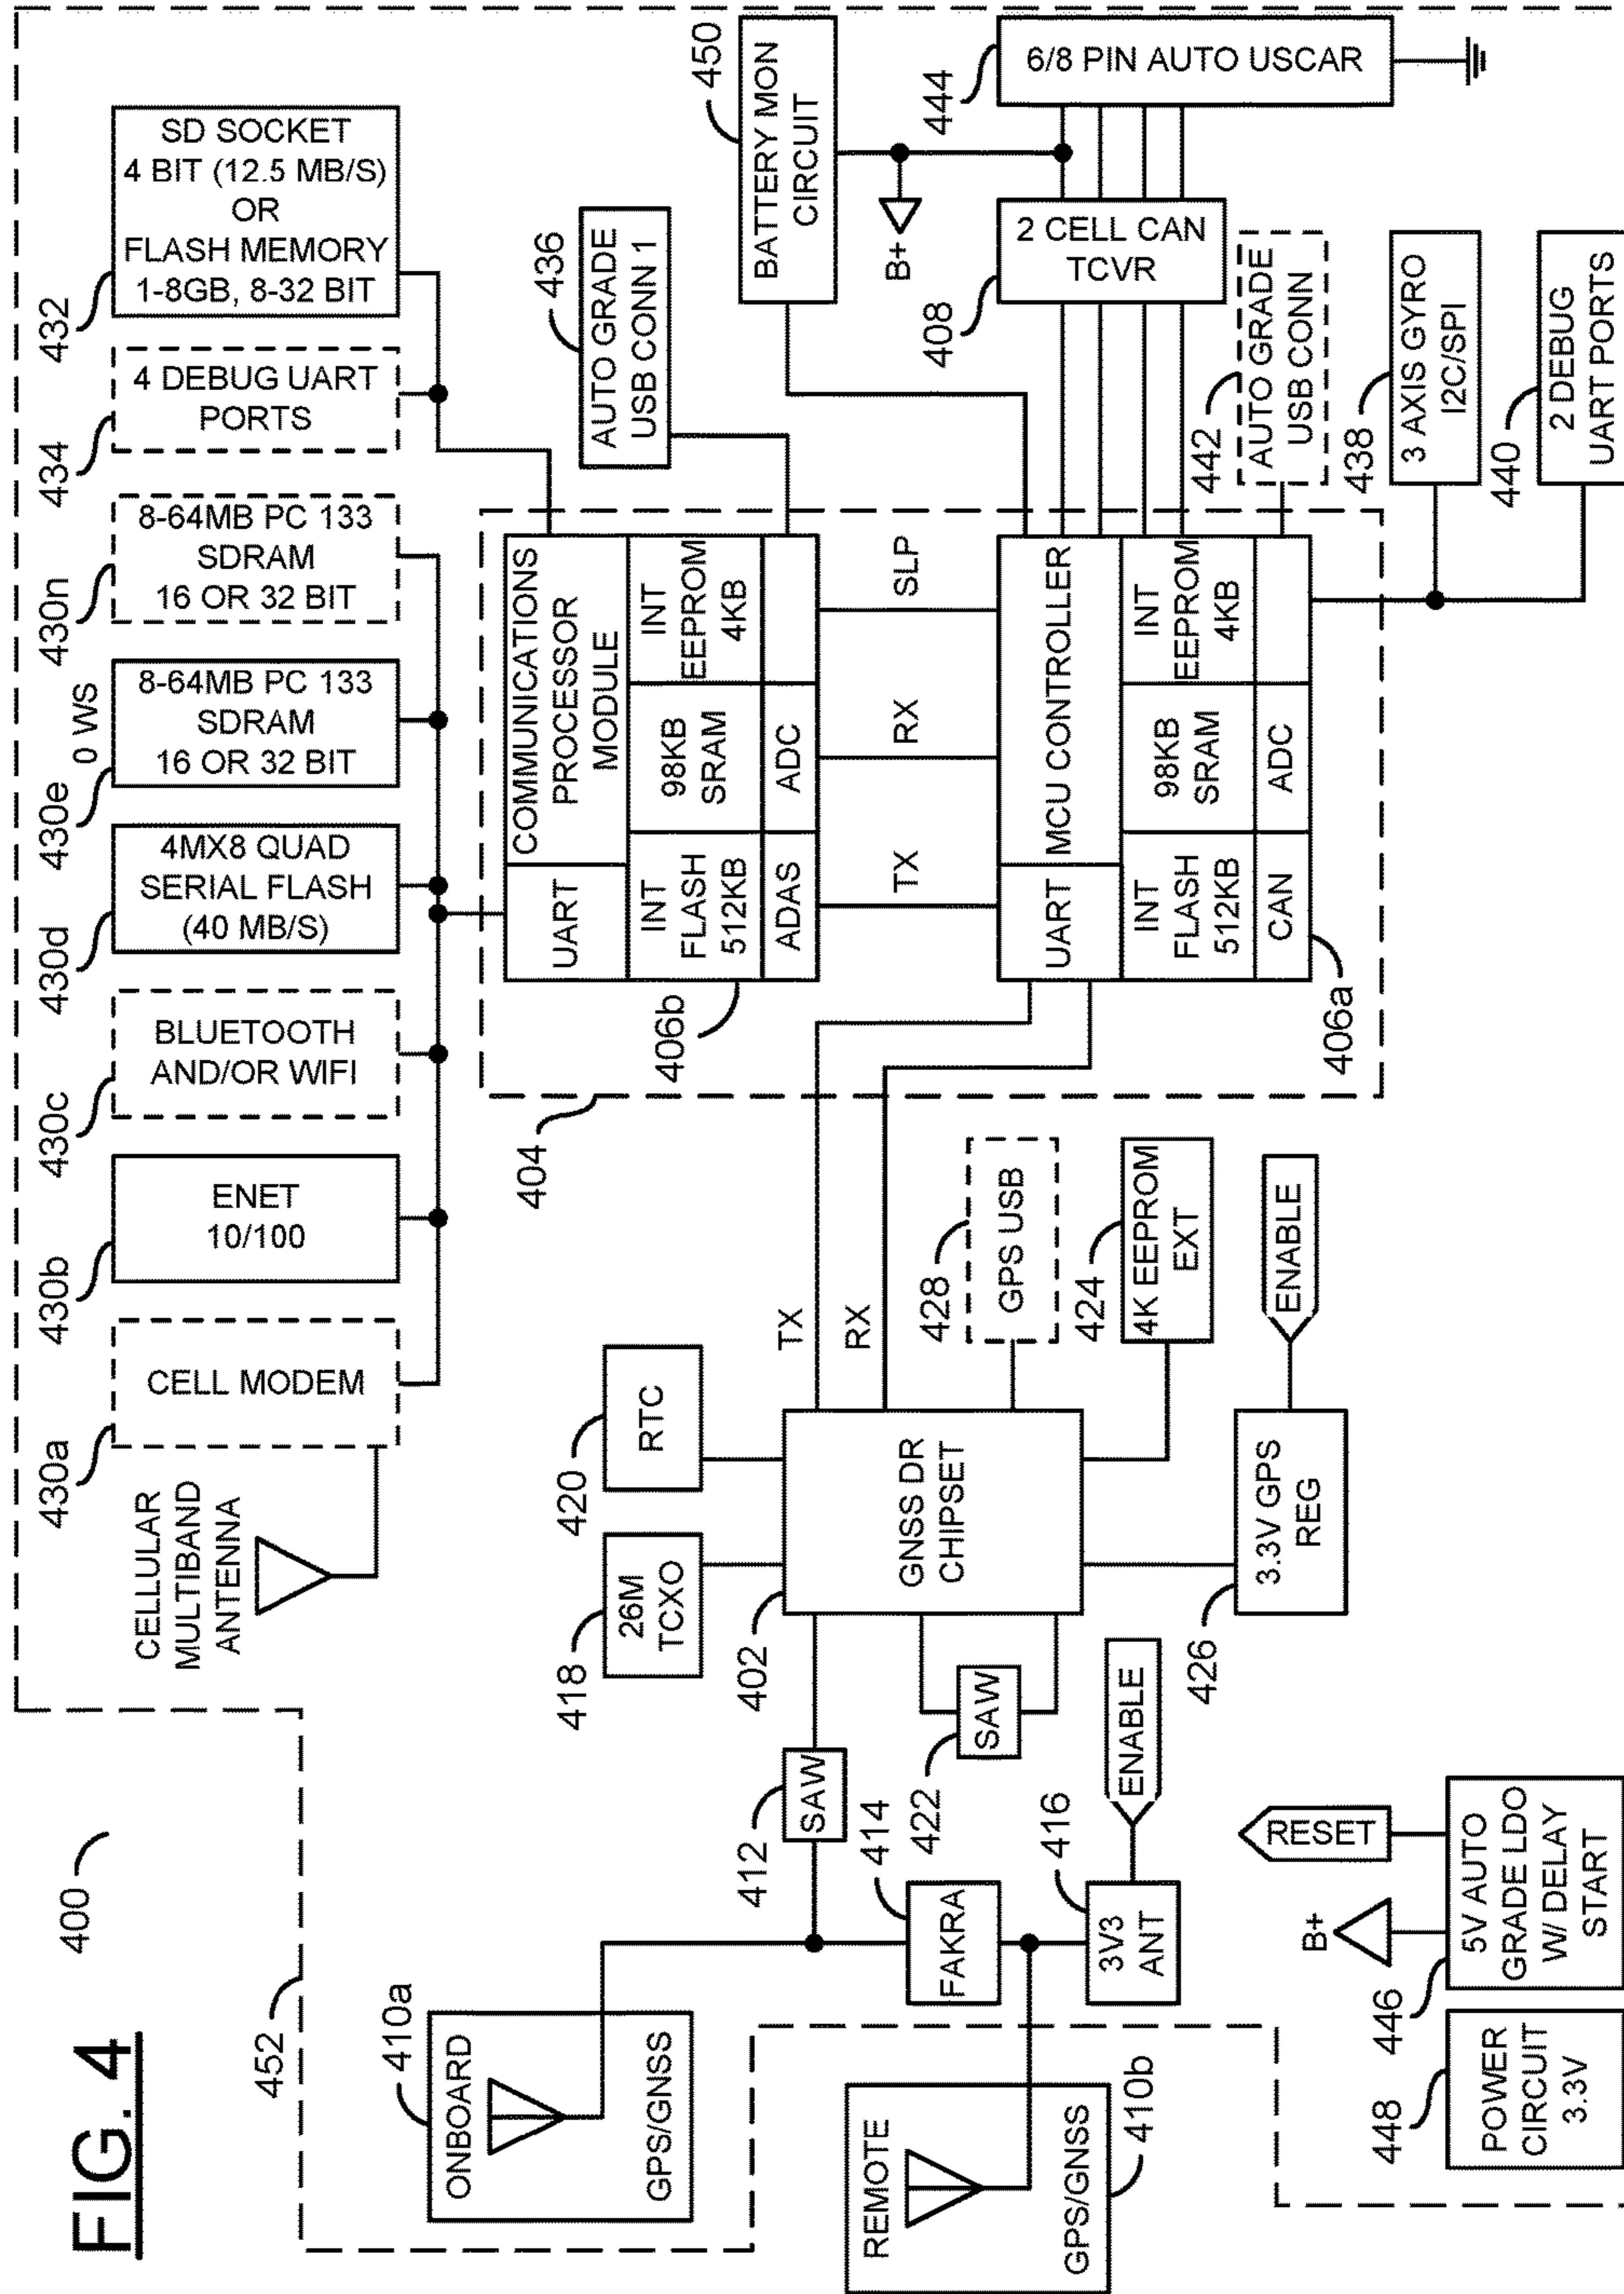 FIG. 4
400
452
CELLULAR
MULTIBAND
ANTENNA
430a
CELL MODEM
430b
ENET
10/100
430c
BLUETOOTH
AND/OR WIFI
430d
4MX8 QUAD
SERIAL FLASH
(40 MB/S)
430e
0 WS
8-64MB PC 133
SDRAM
16 OR 32 BIT
430n
8-64MB PC 133
SDRAM
16 OR 32 BIT
434
4 DEBUG UART
PORTS
432
SD SOCKET
4 BIT (12.5 MB/S)
OR
FLASH MEMORY
1-8GB, 8-32 BIT
410a
ONBOARD
GPS/GNSS
410b
REMOTE
GPS/GNSS
412
SAW
414
FAKRA
416
3V3
ANT
ENABLE
418
26M
TCXO
420
RTC
402
GNSS DR
CHIPSET
422
SAW
TX
RX
428
GPS USB
424
4K EEPROM
EXT
426
3.3V GPS
REG
ENABLE
404
UART
COMMUNICATIONS
PROCESSOR
MODULE
INT
FLASH
512KB
98KB
SRAM
INT
EEPROM
4KB
ADAS
ADC
406b
TX
RX
SLP
UART
MCU CONTROLLER
INT
FLASH
512KB
98KB
SRAM
INT
EEPROM
4KB
CAN
ADC
406a
436
AUTO GRADE
USB CONN 1
450
BATTERY MON
CIRCUIT
B+
408
2 CELL CAN
TCVR
444
6/8 PIN AUTO USCAR
442
AUTO GRADE
USB CONN
438
3 AXIS GYRO
I2C/SPI
440
2 DEBUG
UART PORTS
448
POWER
CIRCUIT
3.3V
446
B+
RESET
5V AUTO
GRADE LDO
W/ DELAY
START